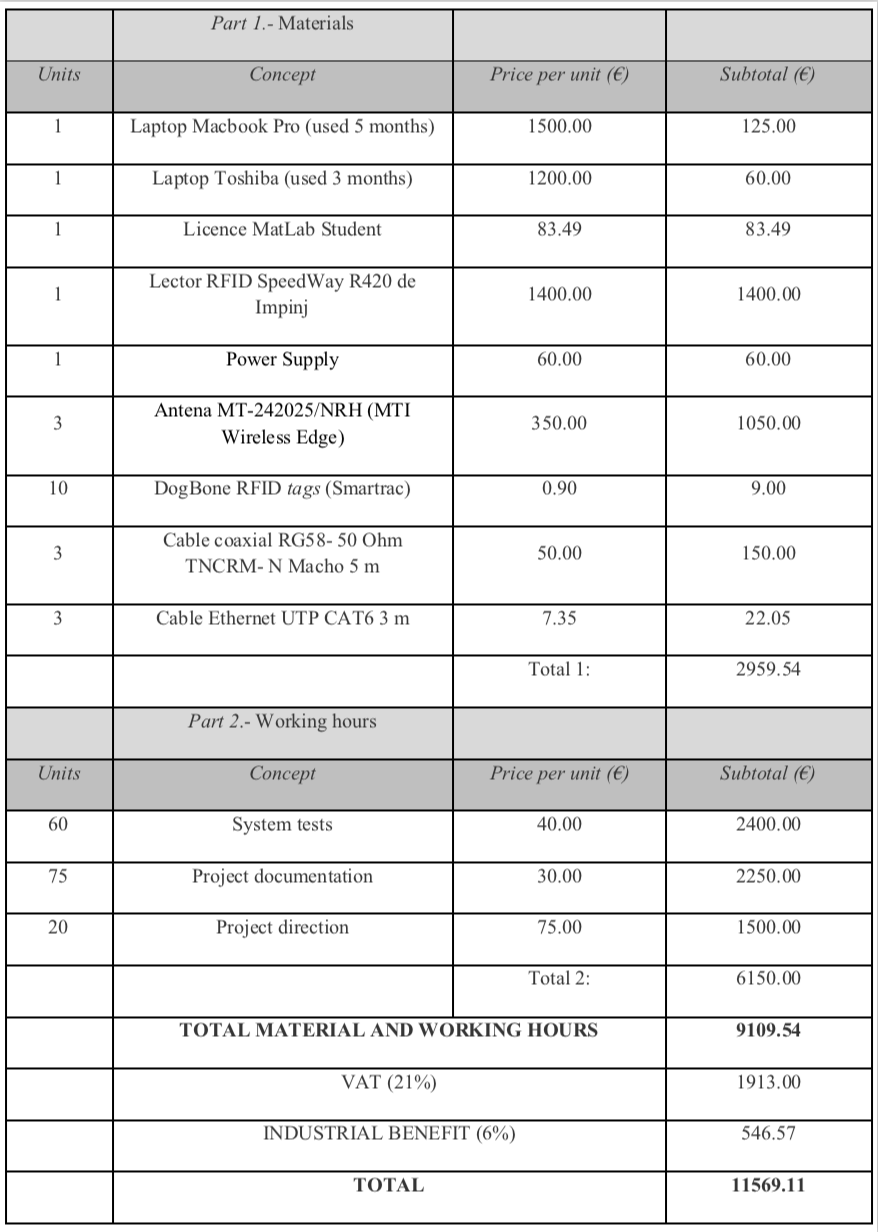 Part 1.- Materials
Units Concept Price per unit (€) Subtotal (€)
1 Laptop Macbook Pro (used 5 months) 1500.00 125.00
1 Laptop Toshiba (used 3 months) 1200.00 60.00
1 Licence MatLab Student 83.49 83.49
1 Lector RFID SpeedWay R420 de
Impinj 1400.00 1400.00
1 Power Supply 60.00 60.00
3 Antena MT-242025/NRH (MTI
Wireless Edge) 350.00 1050.00
10 DogBone RFID tags (Smartrac) 0.90 9.00
3 Cable coaxial RG58- 50 Ohm
TNCRM- N Macho 5 m 50.00 150.00
3 Cable Ethernet UTP CAT6 3 m 7.35 22.05
Total 1: 2959.54
Part 2.- Working hours
Units Concept Price per unit (€) Subtotal (€)
60 System tests 40.00 2400.00
75 Project documentation 30.00 2250.00
20 Project direction 75.00 1500.00
Total 2: 6150.00
TOTAL MATERIAL AND WORKING HOURS 9109.54
VAT (21%) 1913.00
INDUSTRIAL BENEFIT (6%) 546.57
TOTAL 11569.11